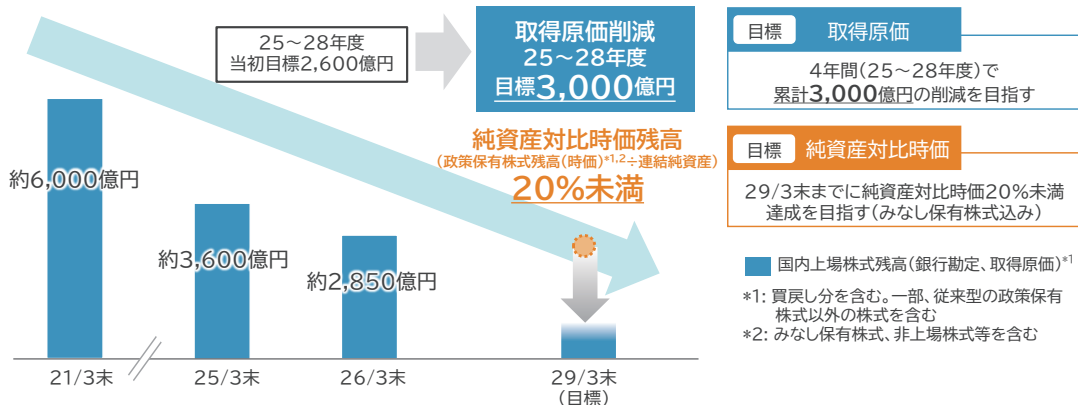 25～28年度
当初目標2,600億円
取得原価削減
25～28年度
目標3,000億円
純資産対比時価残高
(政策保有株式残高(時価)*1,2÷連結純資産)
20%未満
約6,000億円
約3,600億円
約2,850億円
21/3末
25/3末
26/3末
29/3末
(目標)
目標 取得原価
4年間(25～28年度)で
累計3,000億円の削減を目指す
目標 純資産対比時価
29/3末までに純資産対比時価20%未満
達成を目指す(みなし保有株式込み)
国内上場株式残高(銀行勘定、取得原価)*1
*1: 買戻し分を含む。一部、従来型の政策保有
株式以外の株式を含む
*2: みなし保有株式、非上場株式等を含む